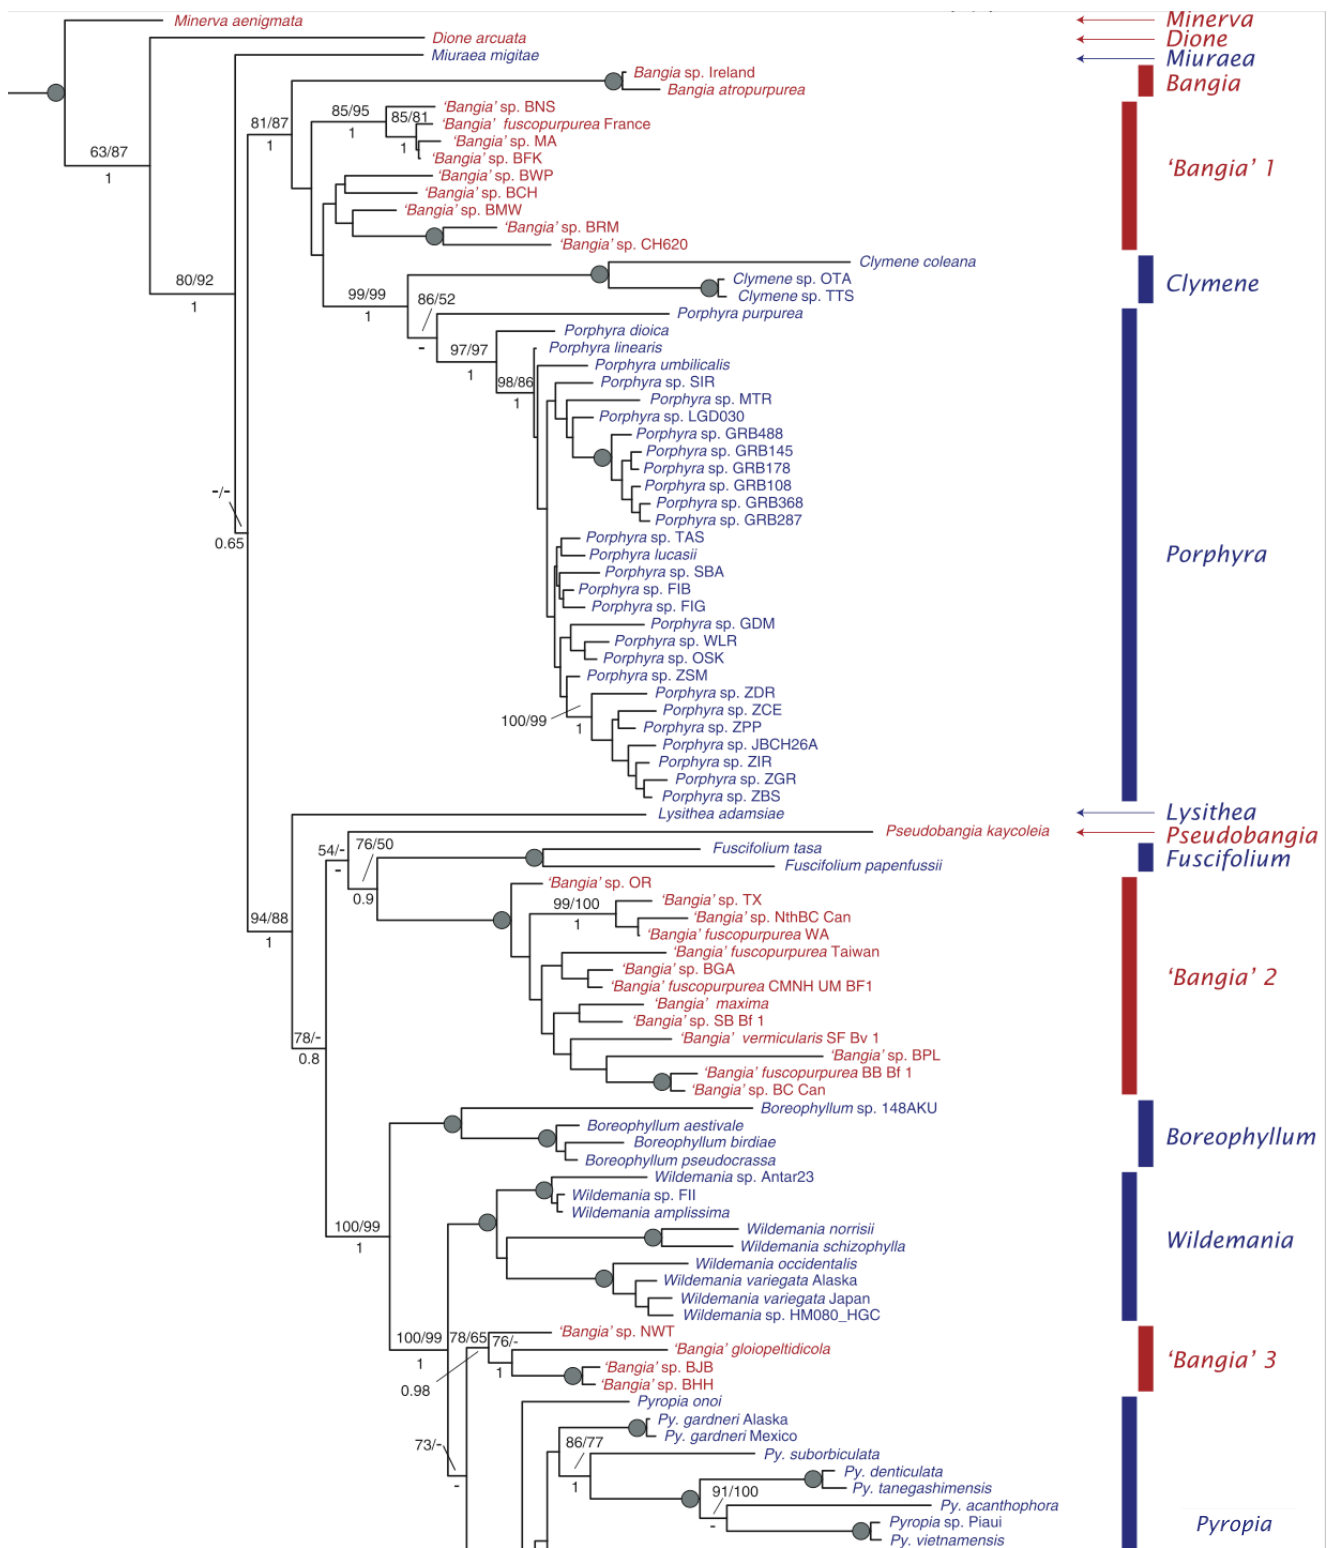 Minerva aenigmata
Minerva
Dione arcuata
Dione
Miuraea migitae
Miuraea
Bangia sp. Ireland
Bangia atropurpurea
Bangia
85/95
1
85/81
1
81/87
1
'Bangia' sp. BNS
'Bangia' fuscopurpurea France
'Bangia' sp. MA
'Bangia' sp. BFK
'Bangia' sp. BWP
'Bangia' sp. BCH
'Bangia' sp. BMW
'Bangia' sp. BRM
'Bangia' sp. CH620
'Bangia' 1
63/87
1
80/92
1
99/99
1
86/52
-
Clymene coleana
Clymene sp. OTA
Clymene sp. TTS
Clymene
97/97
1
98/86
1
Porphyra purpurea
Porphyra dioica
Porphyra linearis
Porphyra umbilicalis
Porphyra sp. SIR
Porphyra sp. MTR
Porphyra sp. LGD030
Porphyra sp. GRB488
Porphyra sp. GRB145
Porphyra sp. GRB178
Porphyra sp. GRB108
Porphyra sp. GRB368
Porphyra sp. GRB287
Porphyra sp. TAS
Porphyra lucasii
Porphyra sp. SBA
Porphyra sp. FIB
Porphyra sp. FIG
Porphyra sp. GDM
Porphyra sp. WLR
Porphyra sp. OSK
Porphyra sp. ZSM
Porphyra sp. ZDR
Porphyra sp. ZCE
Porphyra sp. ZPP
Porphyra sp. JBCH26A
Porphyra sp. ZIR
Porphyra sp. ZGR
Porphyra sp. ZBS
Porphyra
-/-
0.65
100/99
1
Lysithea adamsiae
Lysithea
Pseudobangia kaycoleia
Pseudobangia
54/-
-
76/50
0.9
Fuscifolium tasa
Fuscifolium papenfussii
Fuscifolium
94/88
1
99/100
1
'Bangia' sp. OR
'Bangia' sp. TX
'Bangia' sp. NthBC Can
'Bangia' fuscopurpurea WA
'Bangia' fuscopurpurea Taiwan
'Bangia' sp. BGA
'Bangia' fuscopurpurea CMNH UM BF1
'Bangia' maxima
'Bangia' sp. SB Bf 1
'Bangia' vermicularis SF Bv 1
'Bangia' sp. BPL
'Bangia' fuscopurpurea BB Bf 1
'Bangia' sp. BC Can
'Bangia' 2
78/-
0.8
Boreophyllum sp. 148AKU
Boreophyllum aestivale
Boreophyllum birdiae
Boreophyllum pseudocrassa
Boreophyllum
100/99
1
Wildemania sp. Antar23
Wildemania sp. FII
Wildemania amplissima
Wildemania norrisii
Wildemania schizophylla
Wildemania occidentalis
Wildemania variegata Alaska
Wildemania variegata Japan
Wildemania sp. HM080_HGC
Wildemania
100/99
1
78/65
0.98
76/-
1
'Bangia' sp. NWT
'Bangia' gloiopeltidicola
'Bangia' sp. BJB
'Bangia' sp. BHH
'Bangia' 3
73/-
-
Pyropia onoi
Py. gardneri Alaska
Py. gardneri Mexico
86/77
1
Py. suborbiculata
Py. denticulata
Py. tanegashimensis
91/100
-
Py. acanthophora
Pyropia sp. Piaui
Py. vietnamensis
Pyropia